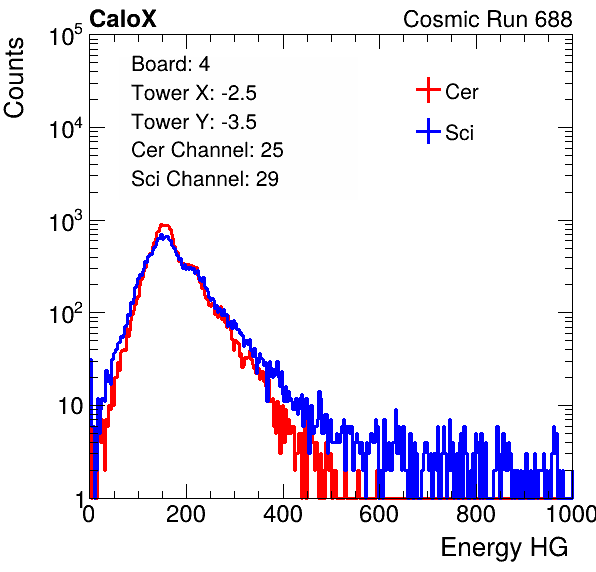 CaloX Cosmic Run 688
Counts
10^5
10^4
10^3
10^2
10
1
Board: 4
Tower X: -2.5
Tower Y: -3.5
Cer Channel: 25
Sci Channel: 29
Cer
Sci
0 200 400 600 800 1000
Energy HG